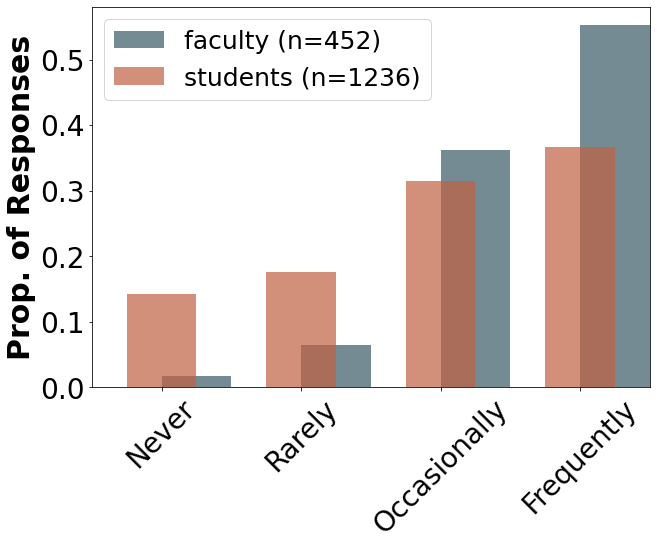 faculty (n=452)
students (n=1236)
Prop. of Responses
0.5
0.4
0.3
0.2
0.1
0.0
Never
Rarely
Occasionally
Frequently